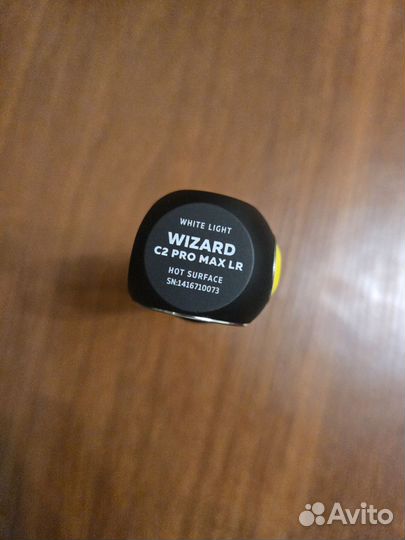 WHITE LIGHT
WIZARD
C2 PRO MAX LR
HOT SURFACE
SN:1416710073
Avito